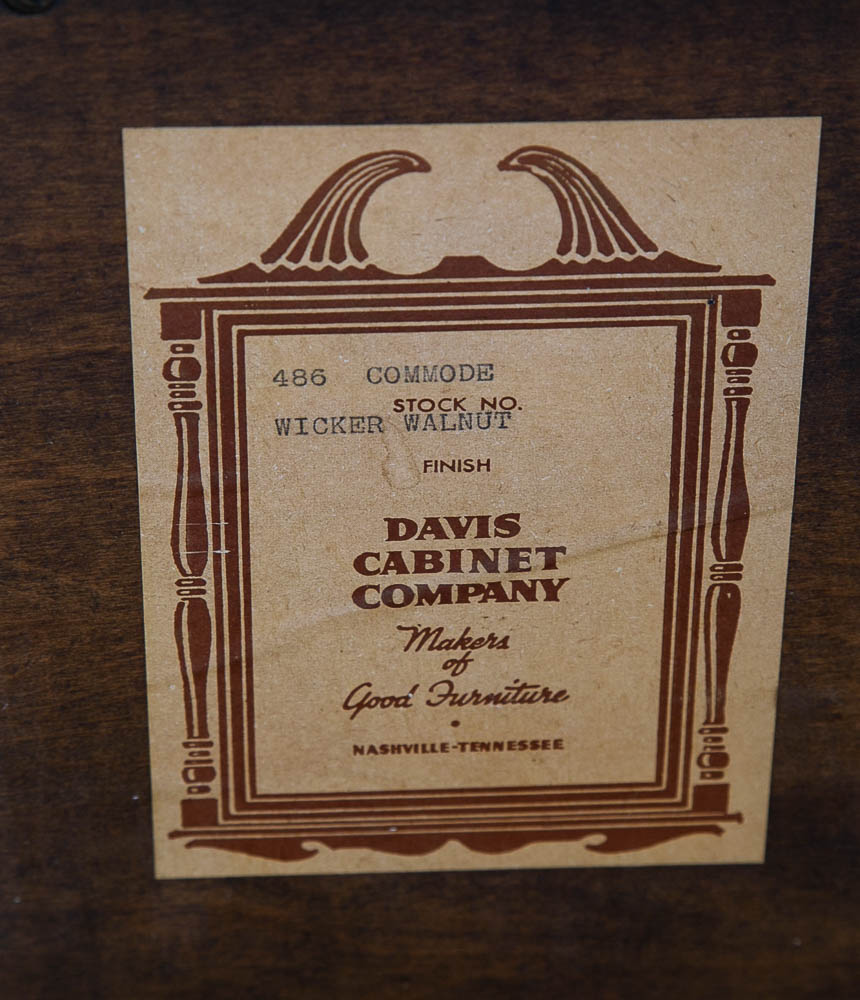 486 COMMODE
STOCK NO.
WICKER WALNUT
FINISH
DAVIS
CABINET
COMPANY
Makers
of
Good Furniture
•
NASHVILLE-TENNESSEE